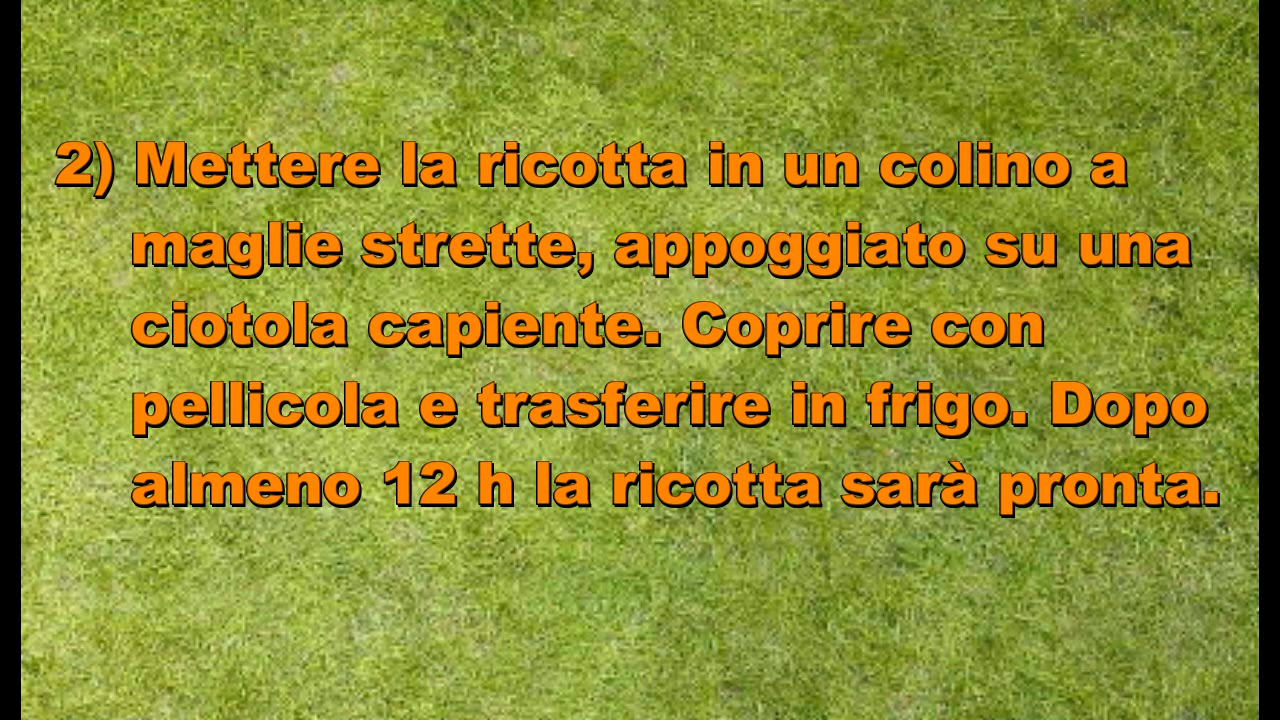 2) Mettere la ricotta in un colino a
maglie strette, appoggiato su una
ciotola capiente. Coprire con
pellicola e trasferire in frigo. Dopo
almeno 12 h la ricotta sarà pronta.